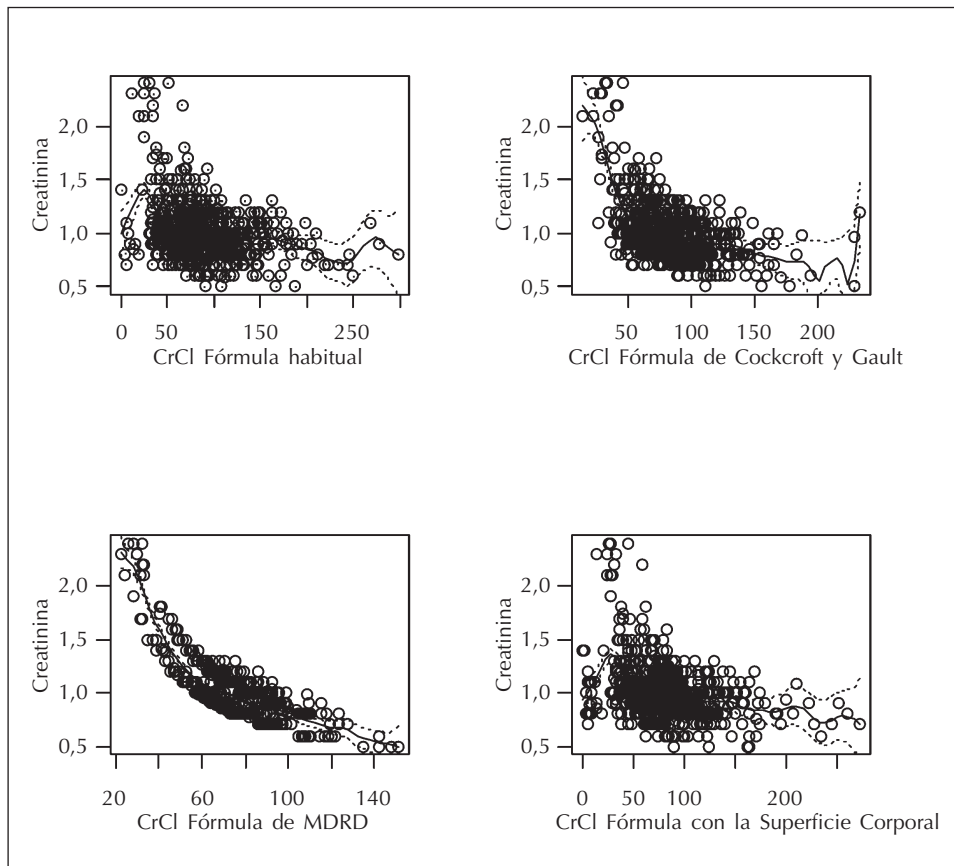 Creatinina
2,0
1,5
1,0
0,5
0 50 150 250
CrCl Fórmula habitual
Creatinina
2,0
1,5
1,0
0,5
50 100 150 200
CrCl Fórmula de Cockcroft y Gault
Creatinina
2,0
1,5
1,0
0,5
20 60 100 140
CrCl Fórmula de MDRD
Creatinina
2,0
1,5
1,0
0,5
0 50 100 200
CrCl Fórmula con la Superficie Corporal